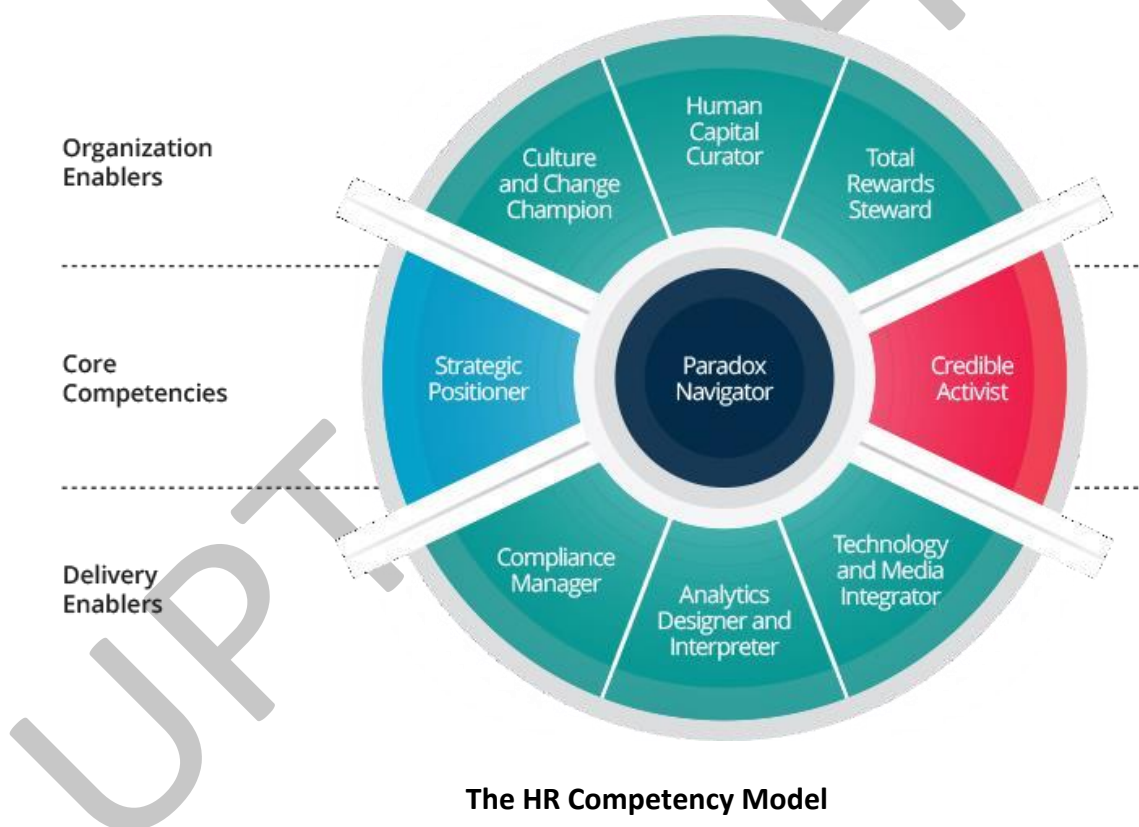 Organization
Enablers
Culture
and Change
Champion
Human
Capital
Curator
Total
Rewards
Steward
Core
Competencies
Strategic
Positioner
Paradox
Navigator
Credible
Activist
Delivery
Enablers
Compliance
Manager
Analytics
Designer and
Interpreter
Technology
and Media
Integrator
UPT
The HR Competency Model